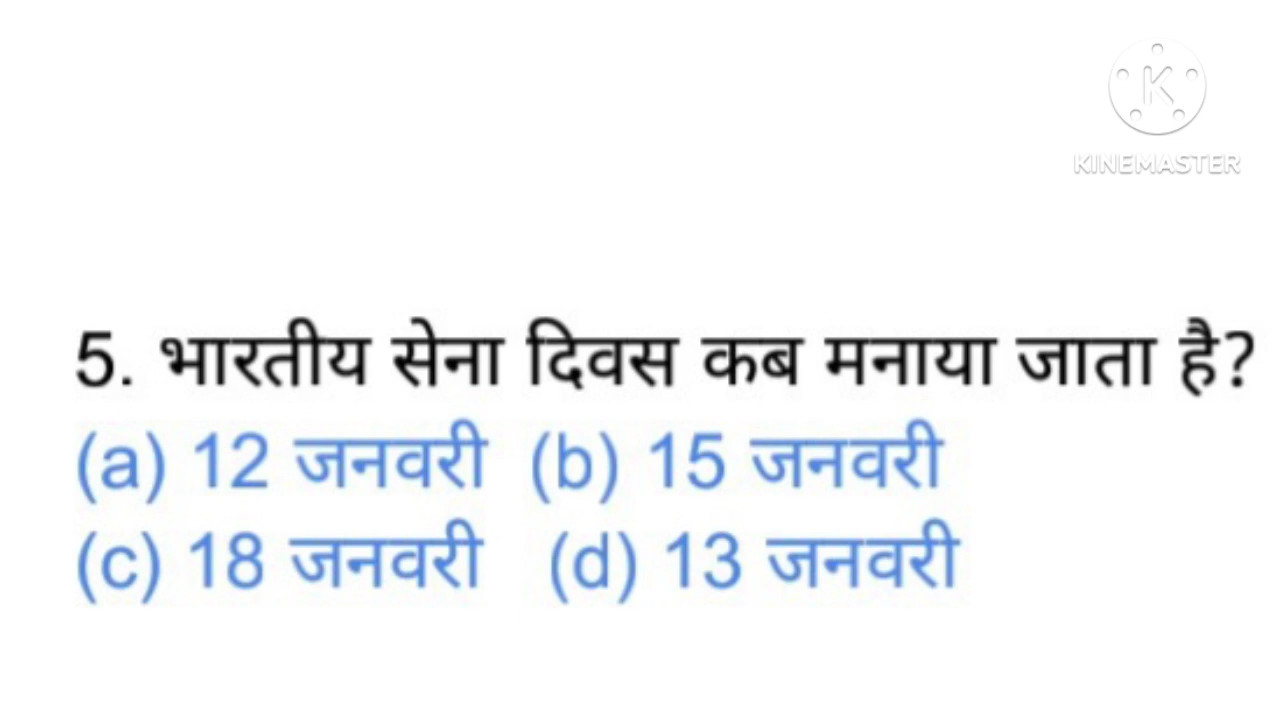 K
KINEMASTER
5. भारतीय सेना दिवस कब मनाया जाता है?
(a) 12 जनवरी (b) 15 जनवरी
(c) 18 जनवरी (d) 13 जनवरी